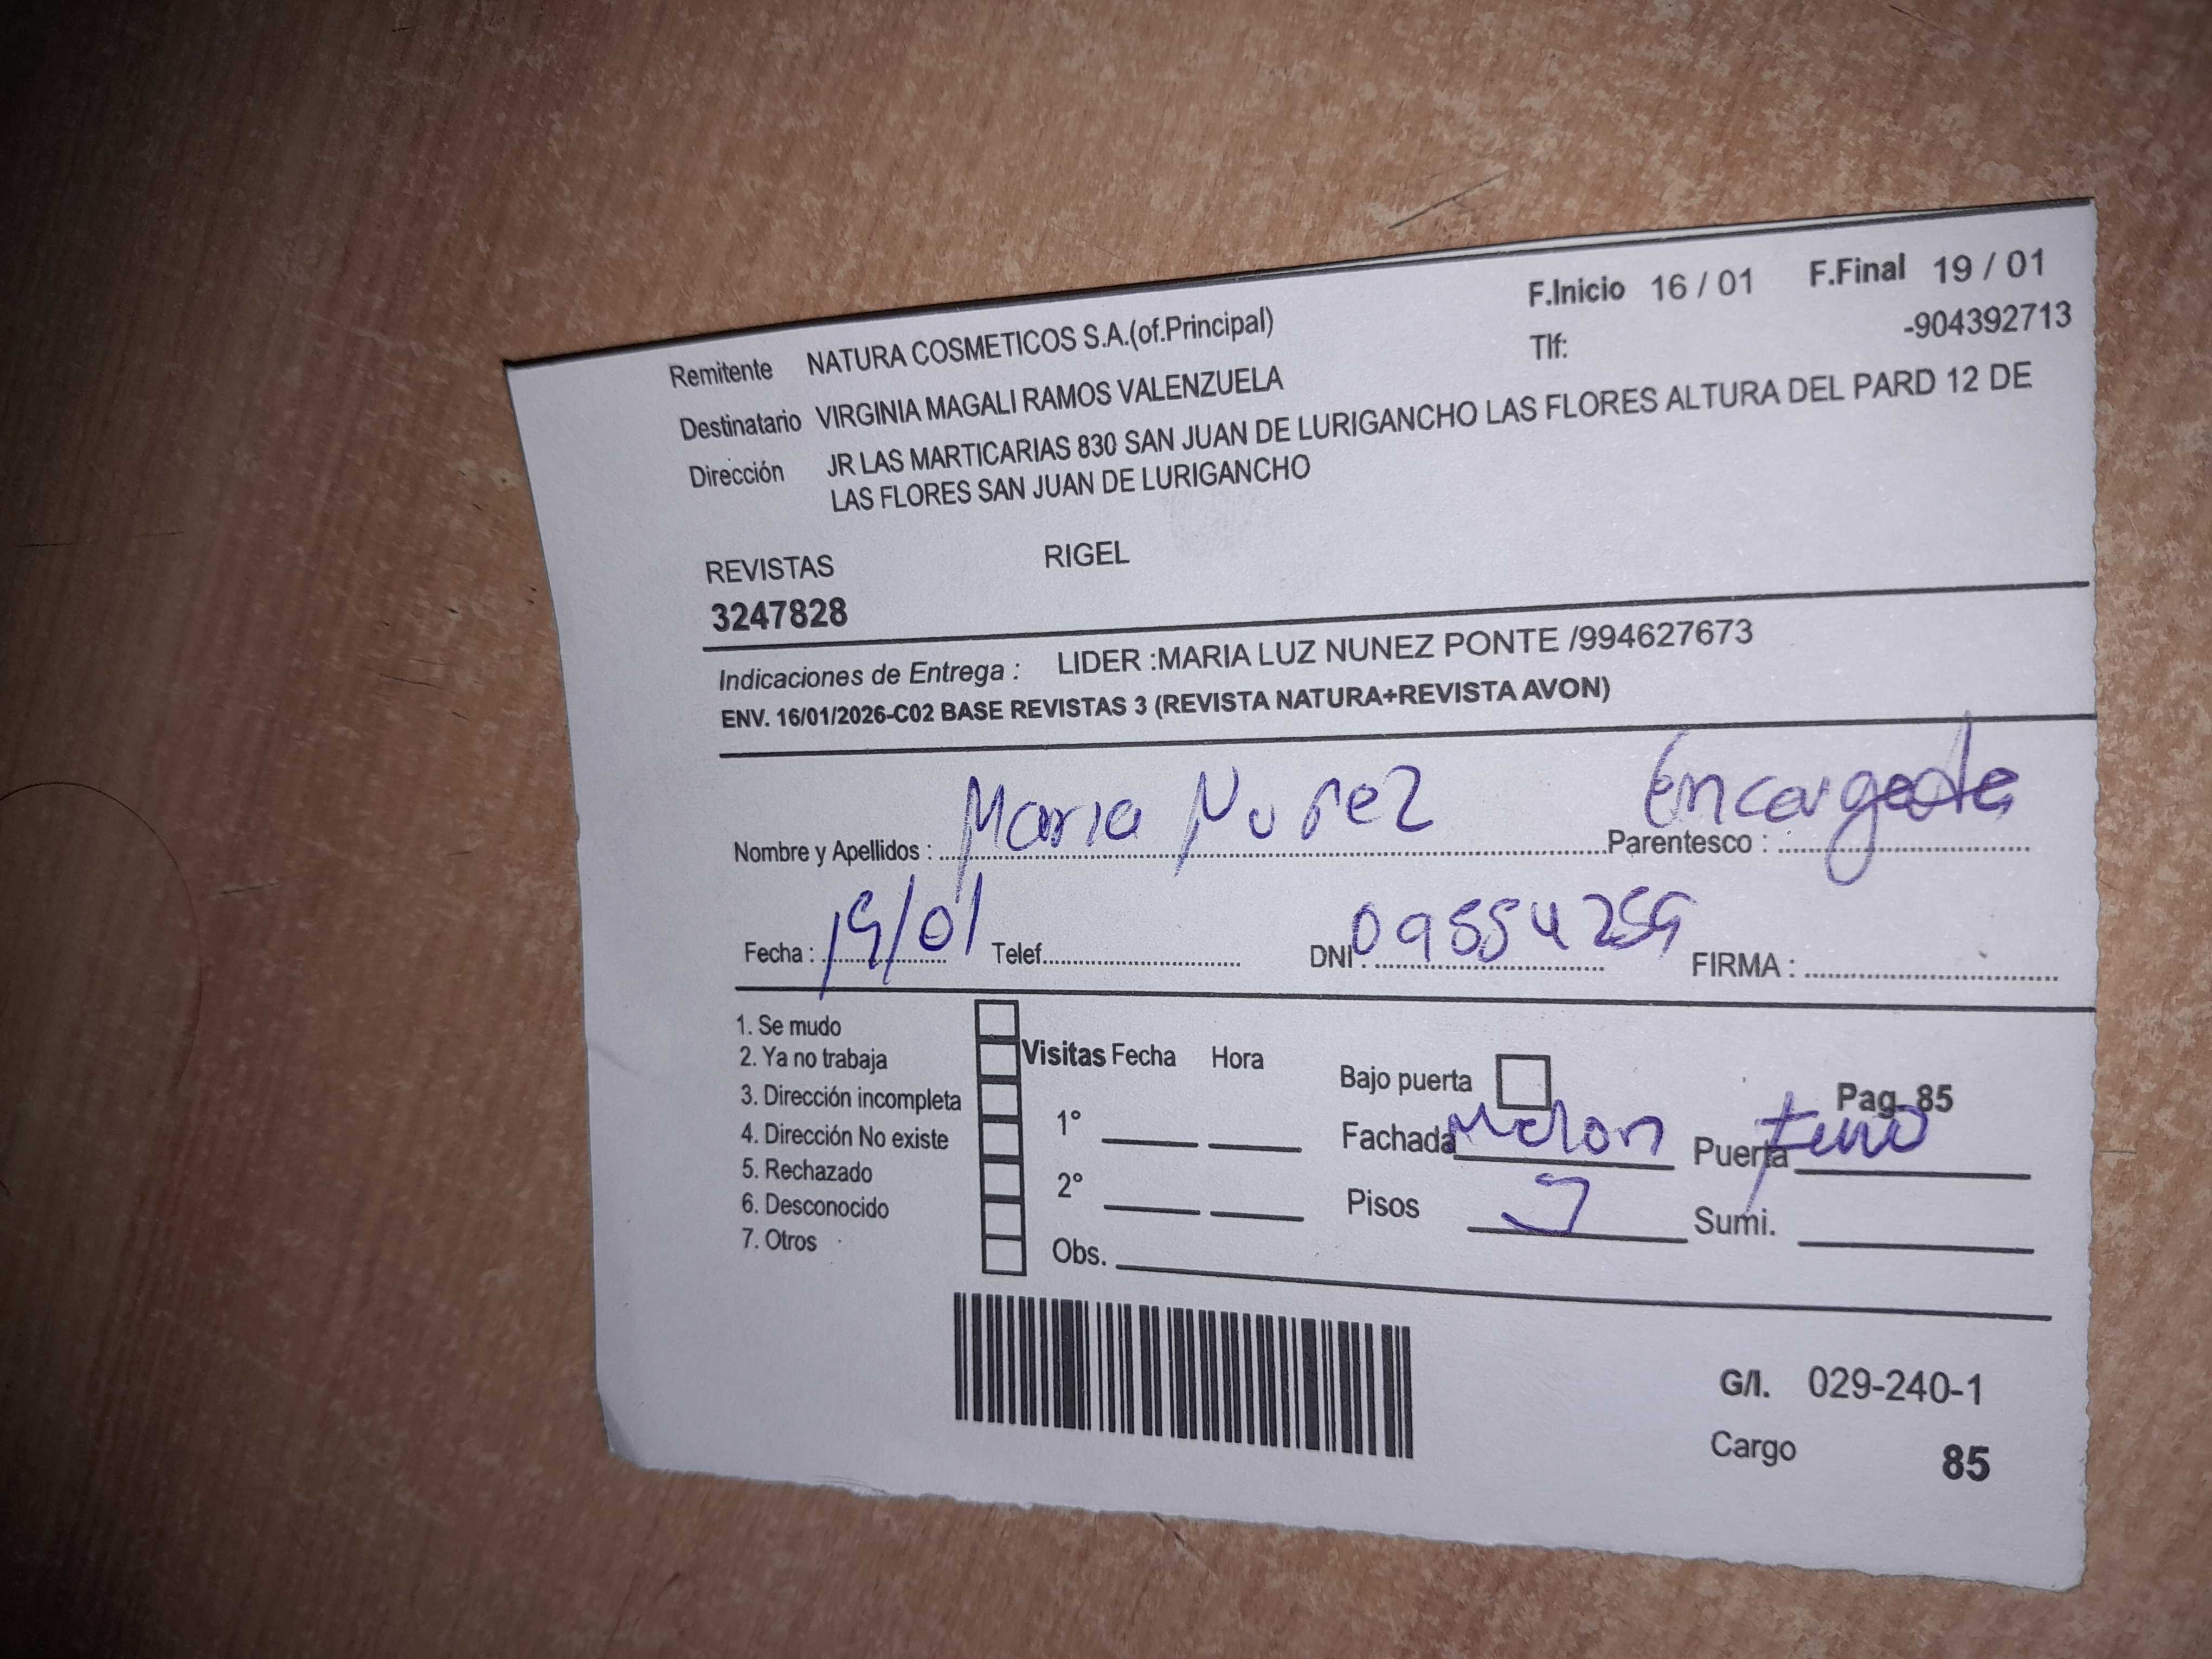 F.Inicio 16 / 01 F.Final 19 / 01
Remitente NATURA COSMETICOS S.A.(of.Principal) Tlf: -904392713
Destinatario VIRGINIA MAGALI RAMOS VALENZUELA
Dirección JR LAS MARTICARIAS 830 SAN JUAN DE LURIGANCHO LAS FLORES ALTURA DEL PARD 12 DE
LAS FLORES SAN JUAN DE LURIGANCHO
REVISTAS RIGEL
3247828
Indicaciones de Entrega : LIDER :MARIA LUZ NUNEZ PONTE /994627673
ENV. 16/01/2026-C02 BASE REVISTAS 3 (REVISTA NATURA+REVISTA AVON)
Nombre y Apellidos : Maria Nuñez Parentesco : Encargada
Fecha : 19/01 Telef. DNI : FIRMA :
1. Se mudo
2. Ya no trabaja Visitas Fecha Hora Bajo puerta Pag. 85
3. Dirección incompleta 1° Fachada Melon Puerta
4. Dirección No existe
5. Rechazado 2° Pisos Sumi.
6. Desconocido
7. Otros Obs.
G/I. 029-240-1
Cargo 85